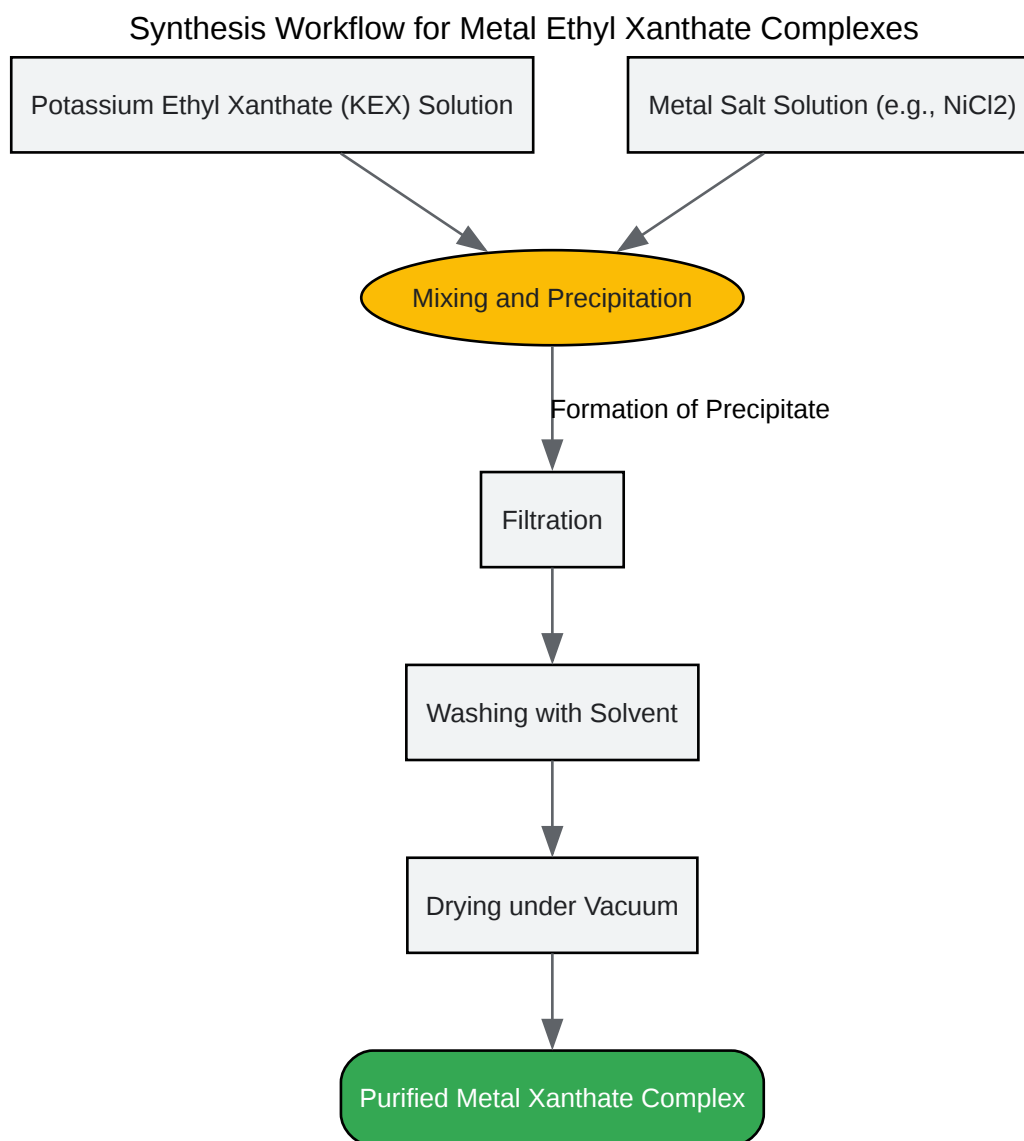 Synthesis Workflow for Metal Ethyl Xanthate Complexes
Potassium Ethyl Xanthate (KEX) Solution
Metal Salt Solution (e.g., NiCl2)
Mixing and Precipitation
Formation of Precipitate
Filtration
Washing with Solvent
Drying under Vacuum
Purified Metal Xanthate Complex